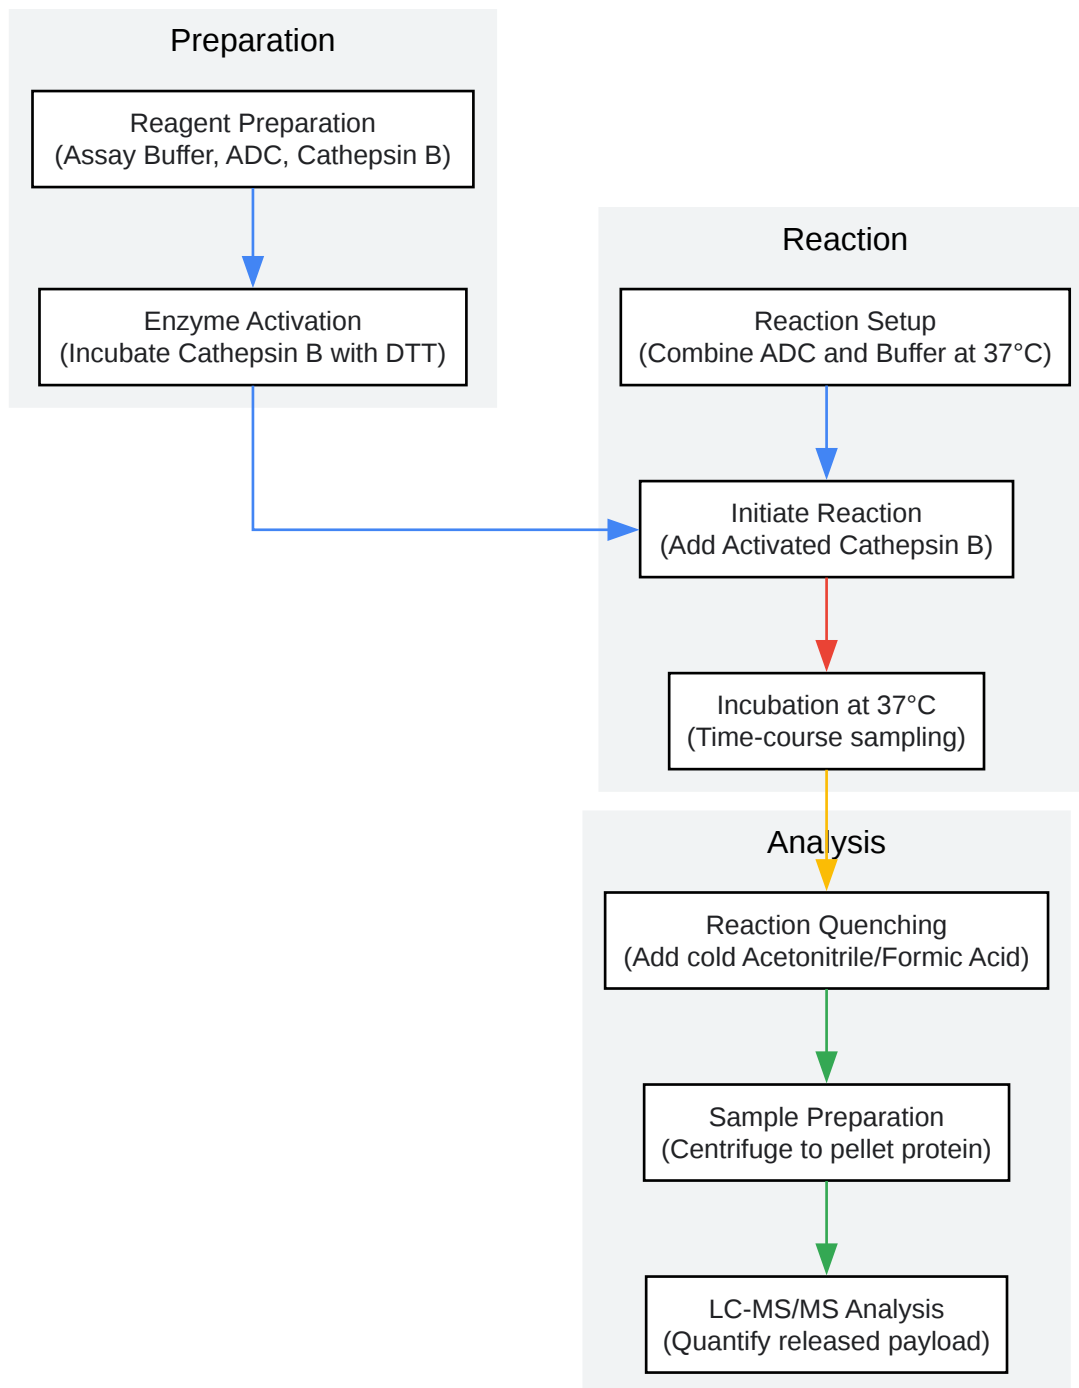 Preparation
Reagent Preparation
(Assay Buffer, ADC, Cathepsin B)
Enzyme Activation
(Incubate Cathepsin B with DTT)
Reaction
Reaction Setup
(Combine ADC and Buffer at 37°C)
Initiate Reaction
(Add Activated Cathepsin B)
Incubation at 37°C
(Time-course sampling)
Analysis
Reaction Quenching
(Add cold Acetonitrile/Formic Acid)
Sample Preparation
(Centrifuge to pellet protein)
LC-MS/MS Analysis
(Quantify released payload)